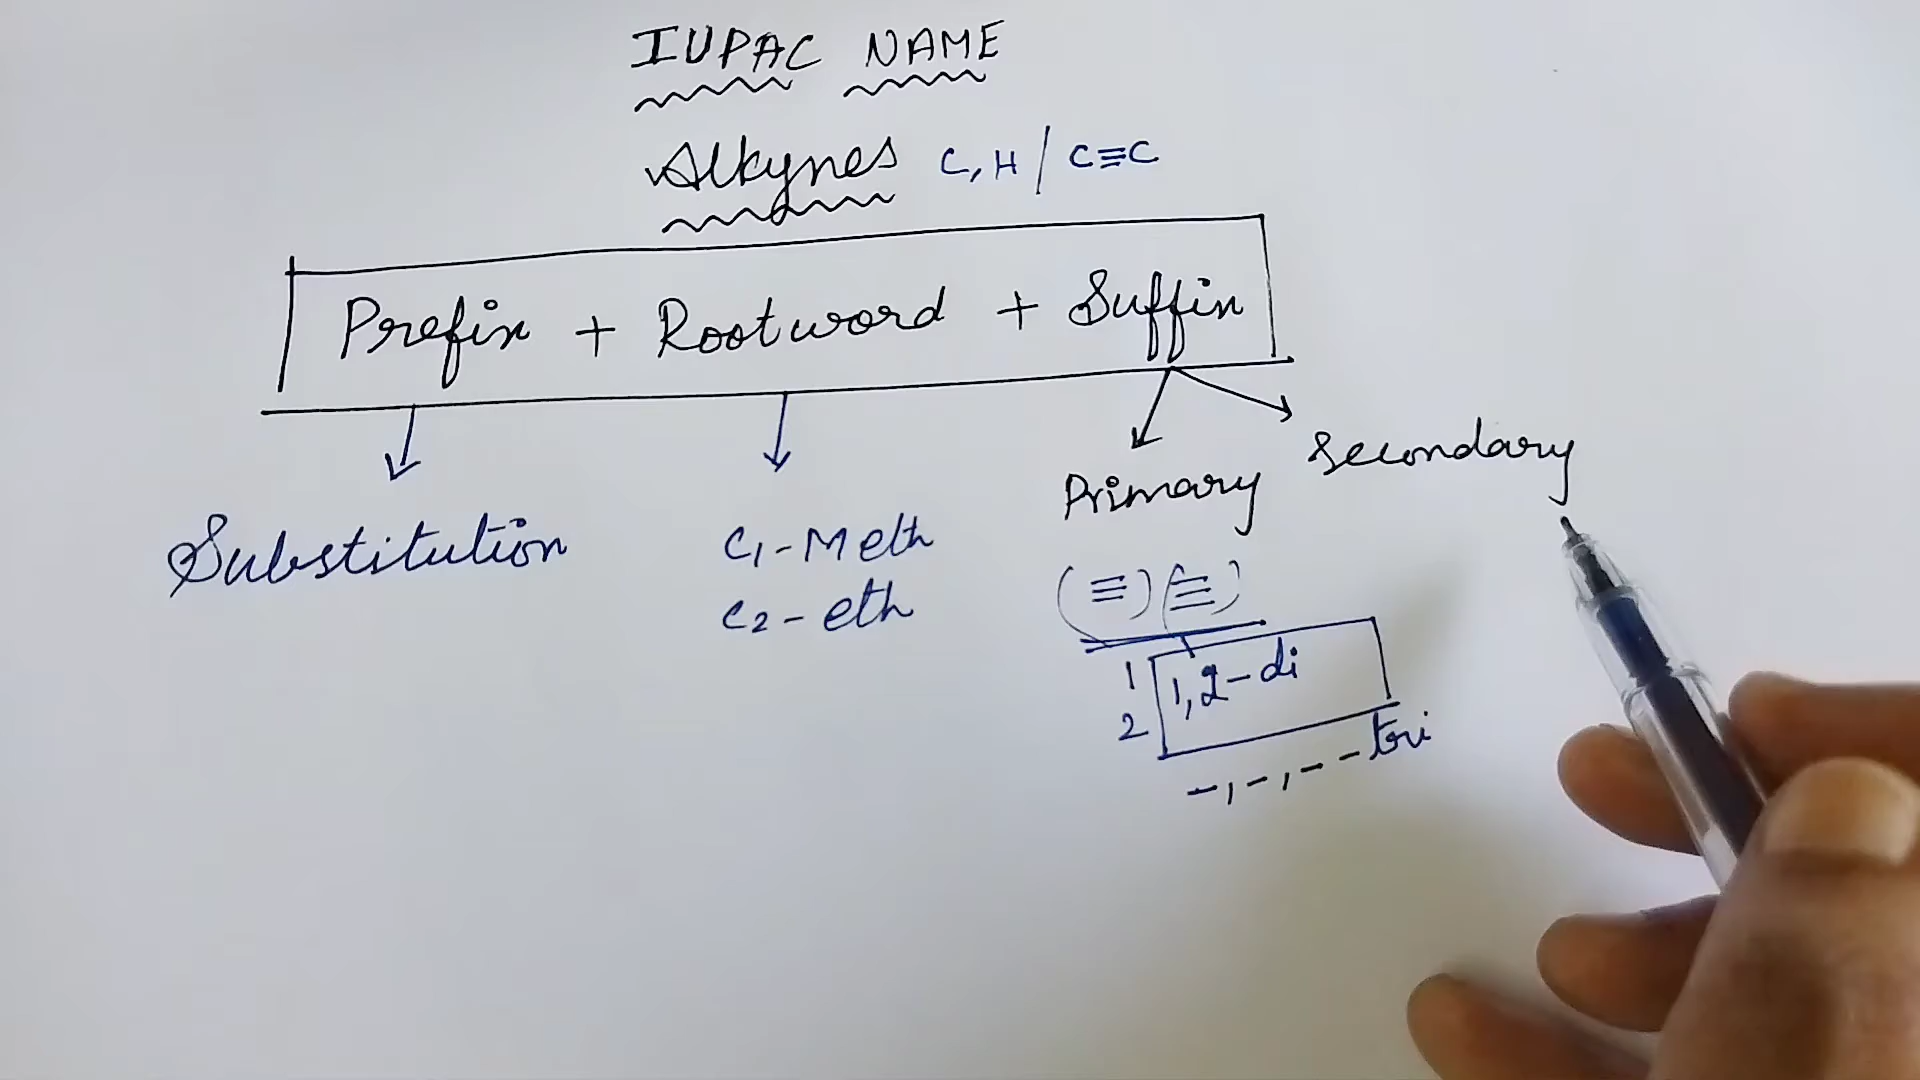 IUPAC NAME
Alkynes C, H / C≡C
Prefix + Rootword + Suffix
Primary Secondary
Substitution C1-Meth
C2-eth
(≡)(≡)
1 1,2-di
2
-,-,-- tri